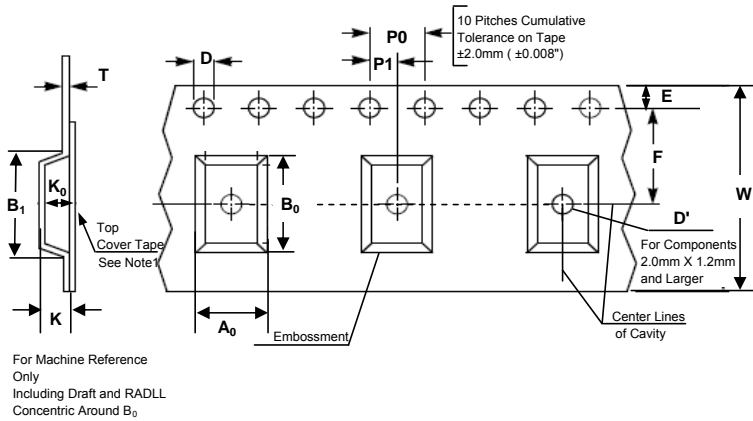 10 Pitches Cumulative
Tolerance on Tape
±2.0mm ( ±0.008")
P0
D
P1
T
E
F
W
B1
K0
B0
Top
Cover Tape
See Note1
D'
For Components
2.0mm X 1.2mm
and Larger
K
A0
Embossment
Center Lines
of Cavity
For Machine Reference
Only
Including Draft and RADLL
Concentric Around B0